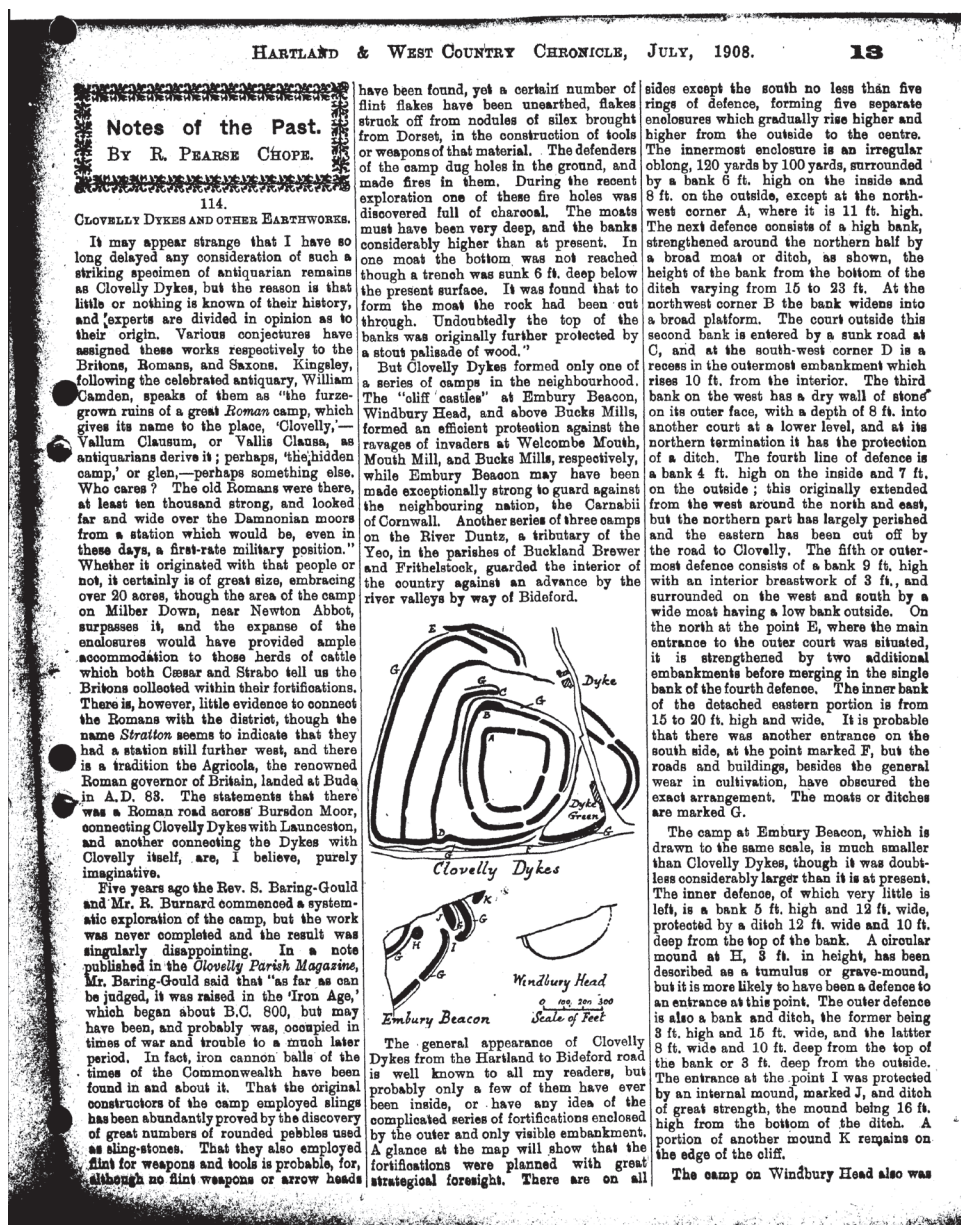 HARTLAND & WEST COUNTRY CHRONICLE, JULY, 1908. 13
Notes of the Past.
BY R. PEARSE CHOPE.
114.
CLOVELLY DYKES AND OTHER EARTHWORKS.
It may appear strange that I have so
long delayed any consideration of such a
striking specimen of antiquarian remains
as Clovelly Dykes, but the reason is that
little or nothing is known of their history,
and experts are divided in opinion as to
their origin. Various conjectures have
assigned these works respectively to the
Britons, Romans, and Saxons. Kingsley,
following the celebrated antiquary, William
Camden, speaks of them as "the furze-
grown ruins of a great Roman camp, which
gives its name to the place, 'Clovelly,'—
Vallum Clausum, or Vallis Clausa, as
antiquarians derive it; perhaps, 'the hidden
camp,' or glen,—perhaps something else.
Who cares? The old Romans were there,
at least ten thousand strong, and looked
far and wide over the Damnonian moors
from a station which would be, even in
these days, a first-rate military position."
Whether it originated with that people or
not, it certainly is of great size, embracing
over 20 acres, though the area of the camp
on Milber Down, near Newton Abbot,
surpasses it, and the expanse of the
enclosures would have provided ample
accommodation to those herds of cattle
which both Cæsar and Strabo tell us the
Britons collected within their fortifications.
There is, however, little evidence to connect
the Romans with the district, though the
name Stratton seems to indicate that they
had a station still further west, and there
is a tradition the Agricola, the renowned
Roman governor of Britain, landed at Bude
in A.D. 83. The statements that there
was a Roman road across Bursdon Moor,
connecting Clovelly Dykes with Launceston,
and another connecting the Dykes with
Clovelly itself, are, I believe, purely
imaginative.
Five years ago the Rev. S. Baring-Gould
and Mr. R. Burnard commenced a system-
atic exploration of the camp, but the work
was never completed and the result was
singularly disappointing. In a note
published in the Clovelly Parish Magazine,
Mr. Baring-Gould said that "as far as can
be judged, it was raised in the 'Iron Age,'
which began about B.C. 800, but may
have been, and probably was, occupied in
times of war and trouble to a much later
period. In fact, iron cannon balls of the
times of the Commonwealth have been
found in and about it. That the original
constructors of the camp employed slings
has been abundantly proved by the discovery
of great numbers of rounded pebbles used
as sling-stones. That they also employed
flint for weapons and tools is probable, for,
although no flint weapons or arrow heads
have been found, yet a certain number of
flint flakes have been unearthed, flakes
struck off from nodules of silex brought
from Dorset, in the construction of tools
or weapons of that material. The defenders
of the camp dug holes in the ground, and
made fires in them. During the recent
exploration one of these fire holes was
discovered full of charcoal. The moats
must have been very deep, and the banks
considerably higher than at present. In
one moat the bottom was not reached
though a trench was sunk 6 ft. deep below
the present surface. It was found that to
form the moat the rock had been cut
through. Undoubtedly the top of the
banks was originally further protected by
a stout palisade of wood."
But Clovelly Dykes formed only one of
a series of camps in the neighbourhood.
The "cliff castles" at Embury Beacon,
Windbury Head, and above Bucks Mills,
formed an efficient protection against the
ravages of invaders at Welcombe Mouth,
Mouth Mill, and Bucks Mills, respectively,
while Embury Beacon may have been
made exceptionally strong to guard against
the neighbouring nation, the Carnabii
of Cornwall. Another series of three camps
on the River Duntz, a tributary of the
Yeo, in the parishes of Buckland Brewer
and Frithelstock, guarded the interior of
the country against an advance by the
river valleys by way of Bideford.
E
G
G
C
Dyke
B
G
A
Dyke
Green
D
G
F
G
Clovelly Dykes
K
J
G
H
G
I
G
Windbury Head
0 100 200 300
Embury Beacon
Scale of Feet
The general appearance of Clovelly
Dykes from the Hartland to Bideford road
is well known to all my readers, but
probably only a few of them have ever
been inside, or have any idea of the
complicated series of fortifications enclosed
by the outer and only visible embankment.
A glance at the map will show that the
fortifications were planned with great
strategical foresight. There are on all
sides except the south no less than five
rings of defence, forming five separate
enclosures which gradually rise higher and
higher from the outside to the centre.
The innermost enclosure is an irregular
oblong, 120 yards by 100 yards, surrounded
by a bank 6 ft. high on the inside and
8 ft. on the outside, except at the north-
west corner A, where it is 11 ft. high.
The next defence consists of a high bank,
strengthened around the northern half by
a broad moat or ditch, as shown, the
height of the bank from the bottom of the
ditch varying from 15 to 23 ft. At the
northwest corner B the bank widens into
a broad platform. The court outside this
second bank is entered by a sunk road at
C, and at the south-west corner D is a
recess in the outermost embankment which
rises 10 ft. from the interior. The third
bank on the west has a dry wall of stone
on its outer face, with a depth of 8 ft. into
another court at a lower level, and at its
northern termination it has the protection
of a ditch. The fourth line of defence is
a bank 4 ft. high on the inside and 7 ft.
on the outside; this originally extended
from the west around the north and east,
but the northern part has largely perished
and the eastern has been cut off by
the road to Clovelly. The fifth or outer-
most defence consists of a bank 9 ft. high
with an interior breastwork of 3 ft., and
surrounded on the west and south by a
wide moat having a low bank outside. On
the north at the point E, where the main
entrance to the outer court was situated,
it is strengthened by two additional
embankments before merging in the single
bank of the fourth defence. The inner bank
of the detached eastern portion is from
15 to 20 ft. high and wide. It is probable
that there was another entrance on the
south side, at the point marked F, but the
roads and buildings, besides the general
wear in cultivation, have obscured the
exact arrangement. The moats or ditches
are marked G.
The camp at Embury Beacon, which is
drawn to the same scale, is much smaller
than Clovelly Dykes, though it was doubt-
less considerably larger than it is at present.
The inner defence, of which very little is
left, is a bank 5 ft. high and 12 ft. wide,
protected by a ditch 12 ft. wide and 10 ft.
deep from the top of the bank. A circular
mound at H, 3 ft. in height, has been
described as a tumulus or grave-mound,
but it is more likely to have been a defence to
an entrance at this point. The outer defence
is also a bank and ditch, the former being
3 ft. high and 15 ft. wide, and the lattter
8 ft. wide and 10 ft. deep from the top of
the bank or 3 ft. deep from the outside.
The entrance at the point I was protected
by an internal mound, marked J, and ditch
of great strength, the mound being 16 ft.
high from the bottom of the ditch. A
portion of another mound K remains on
the edge of the cliff.
The camp on Windbury Head also was